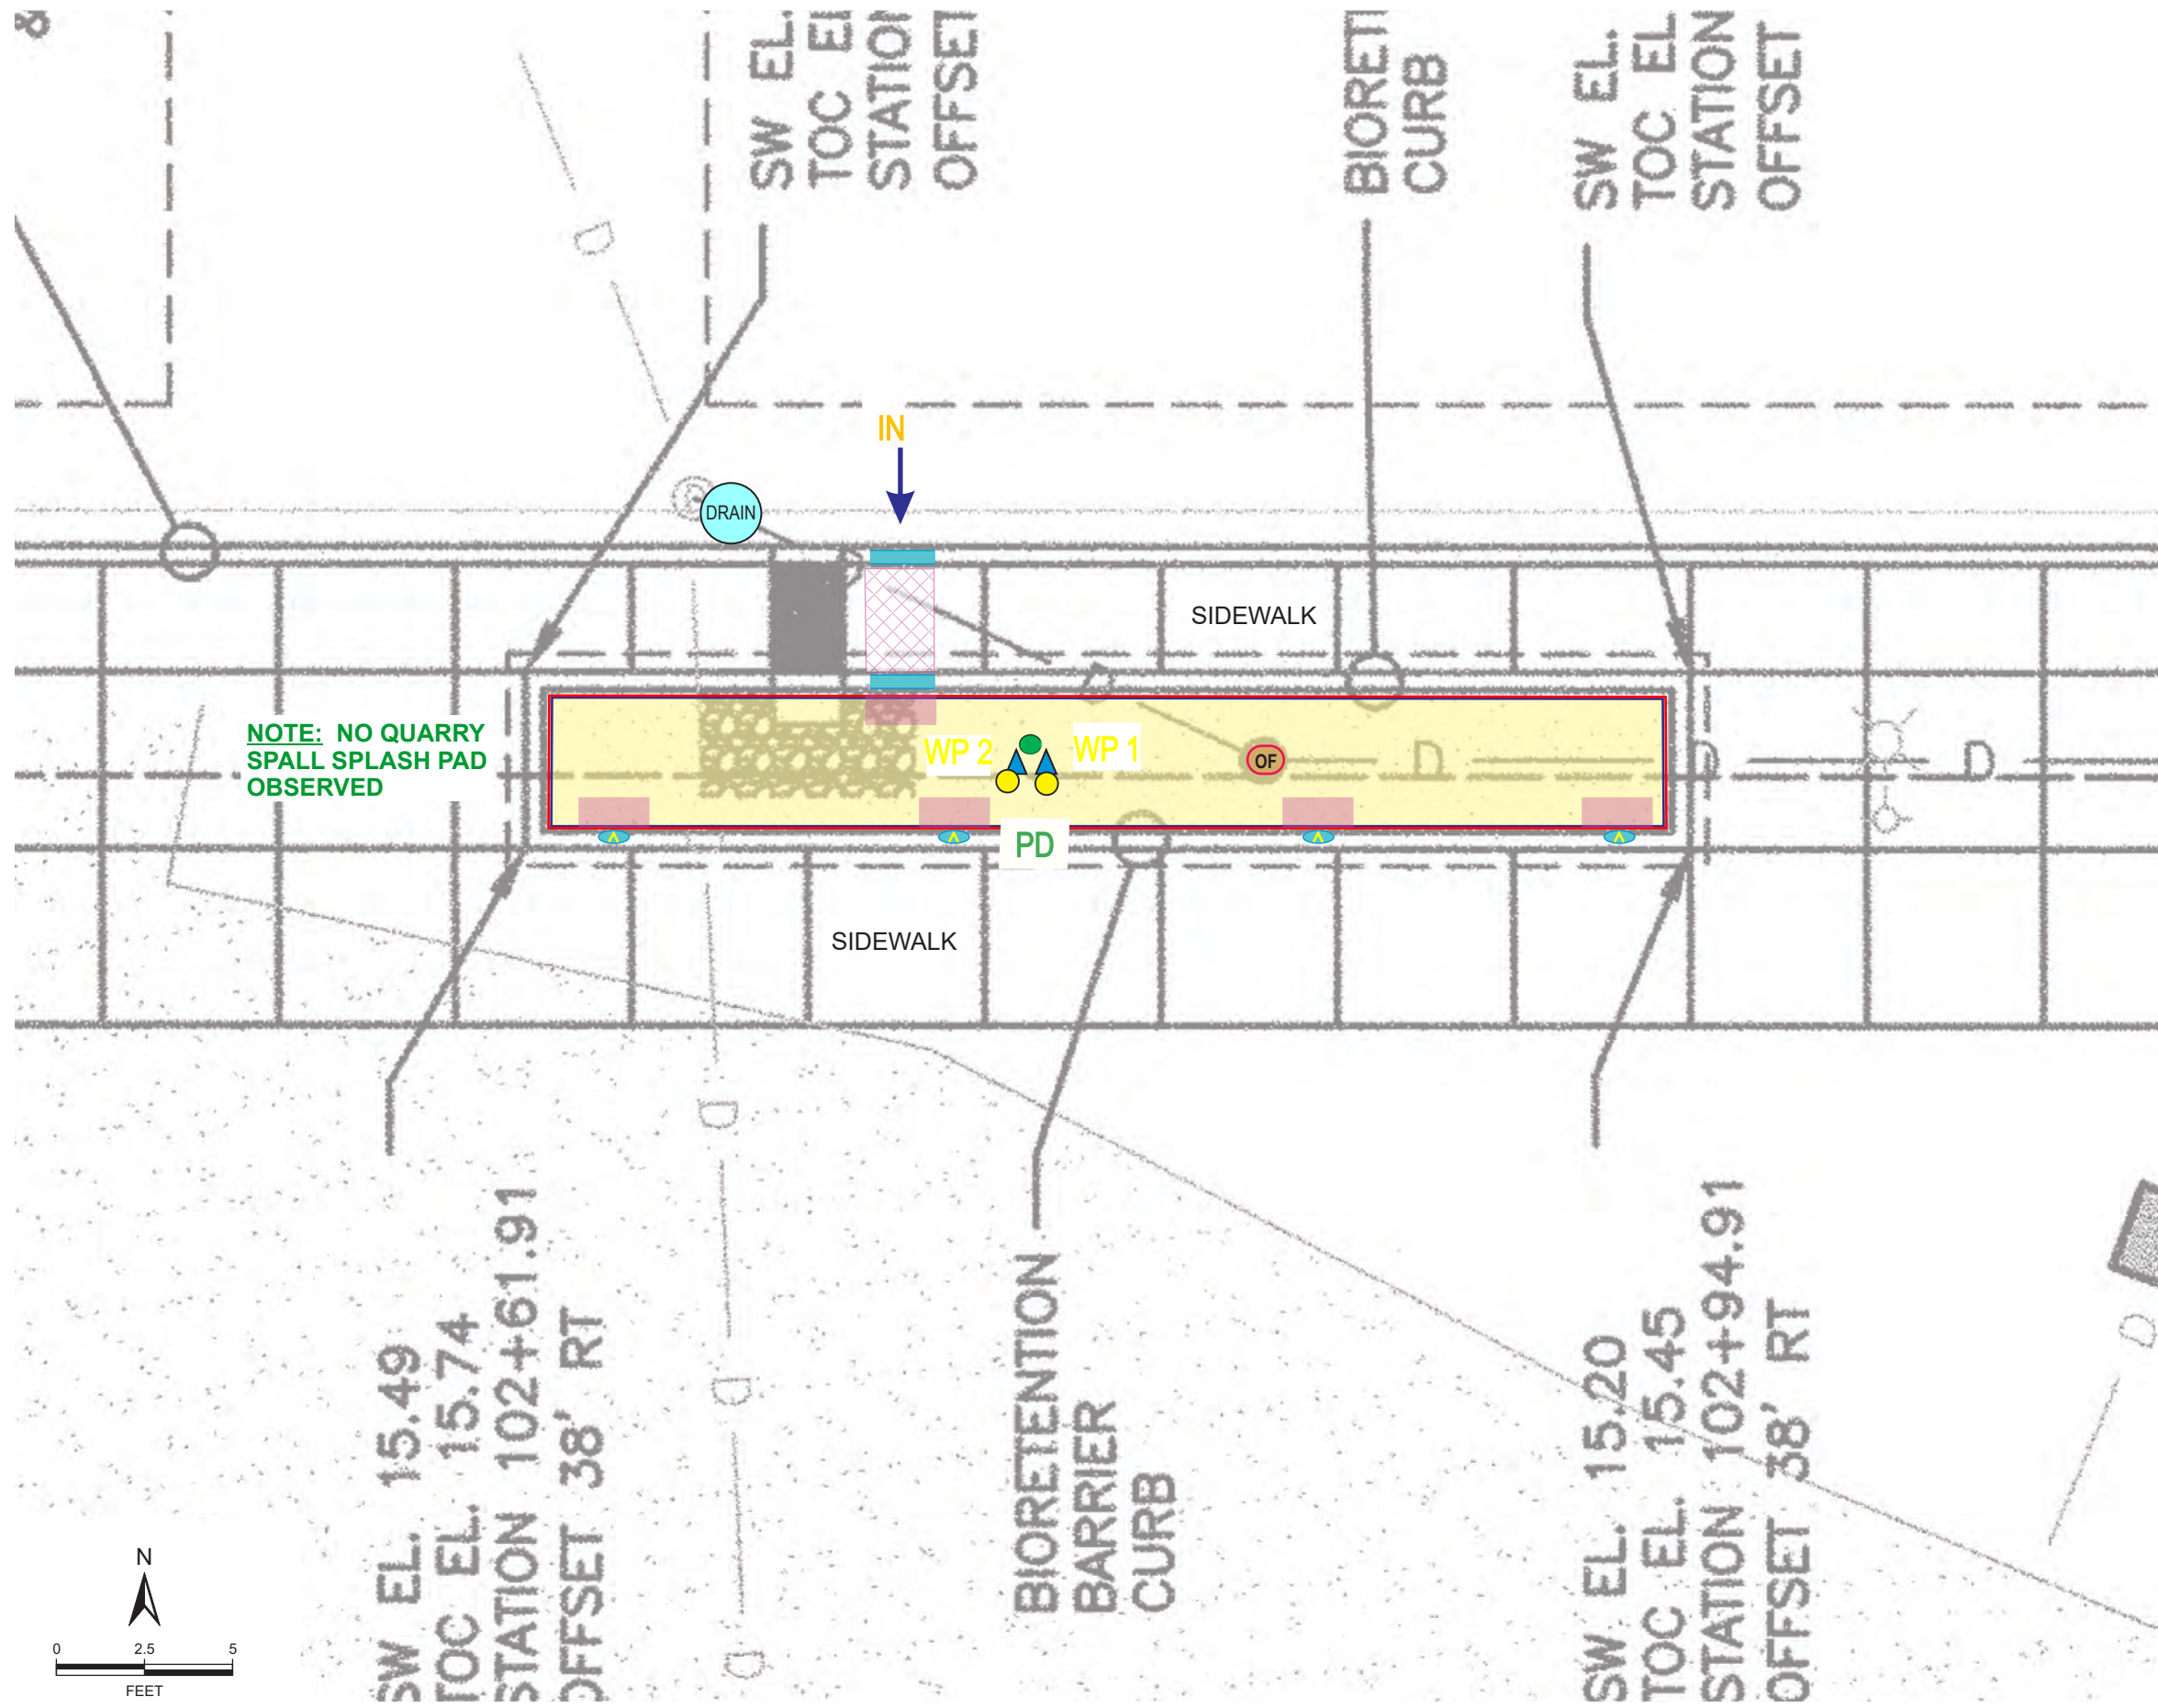 &
SW EL.
TOC EL
STATION
OFFSET
BIORET
CURB
SW EL.
TOC EL
STATION
OFFSET
D
IN
DRAIN
SIDEWALK
NOTE: NO QUARRY
SPALL SPLASH PAD
OBSERVED
WP 2
WP 1
OF
D
D
D
PD
SIDEWALK
D
D
D
D
SW EL. 15.49
TOC EL. 15.74
STATION 102+61.91
OFFSET 38' RT
BIORETENTION
BARRIER
CURB
SW EL. 15.20
TOC EL. 15.45
STATION 102+94.91
OFFSET 38' RT
N
0 2.5 5
FEET